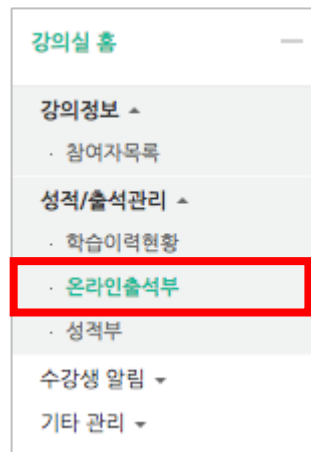 강의실 홈
강의정보
· 참여자목록
성적/출석관리
· 학습이력현황
· 온라인출석부
· 성적부
수강생 알림
기타 관리